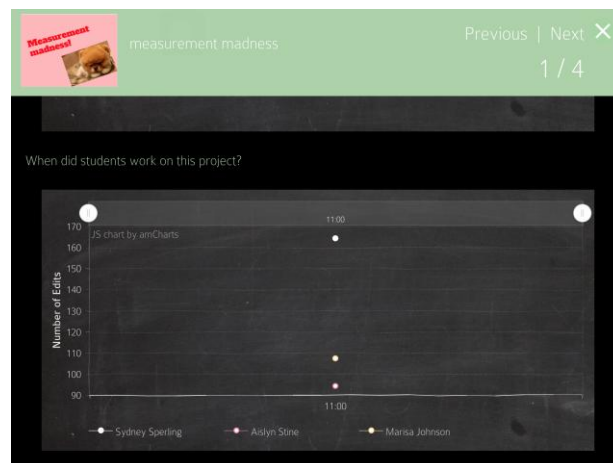 Measurement
madness!
measurement madness
Previous | Next ×
1 / 4
When did students work on this project?
11:00
JS chart by amCharts
Number of Edits
170
160
150
140
130
120
110
100
90
11:00
Sydney Sperling
Aislyn Stine
Marisa Johnson